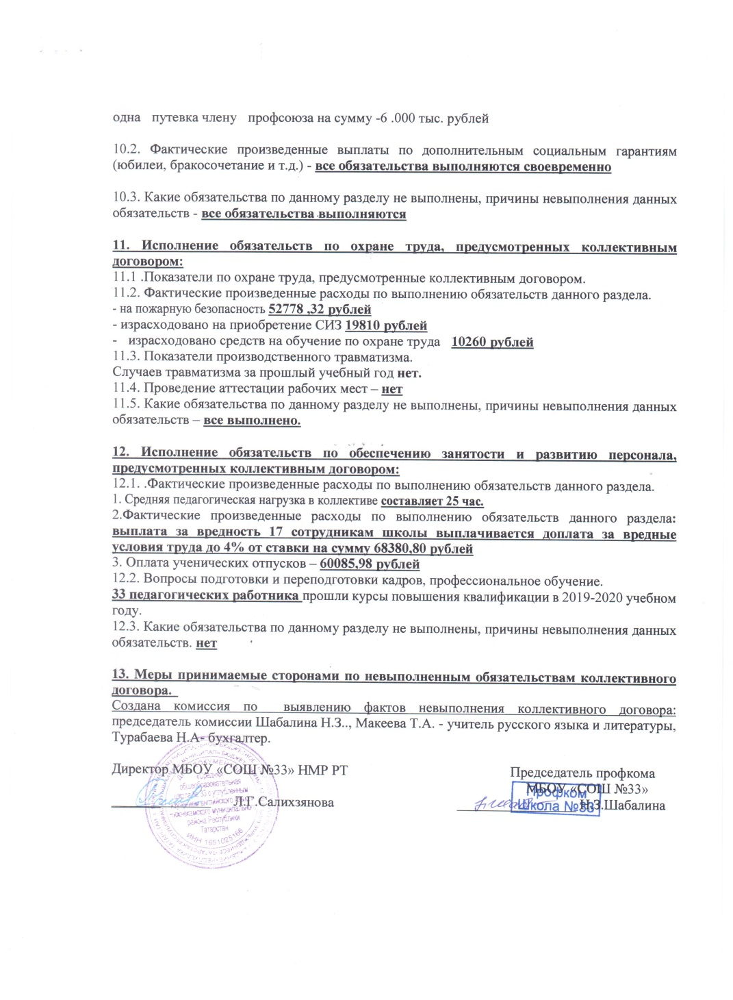 одна путевка члену профсоюза на сумму -6 .000 тыс. рублей
10.2. Фактические произведенные выплаты по дополнительным социальным гарантиям
(юбилеи, бракосочетание и т.д.) - все обязательства выполняются своевременно
10.3. Какие обязательства по данному разделу не выполнены, причины невыполнения данных
обязательств - все обязательства выполняются
11. Исполнение обязательств по охране труда, предусмотренных коллективным
договором:
11.1 .Показатели по охране труда, предусмотренные коллективным договором.
11.2. Фактические произведенные расходы по выполнению обязательств данного раздела.
- на пожарную безопасность 52778 ,32 рублей
- израсходовано на приобретение СИЗ 19810 рублей
- израсходовано средств на обучение по охране труда 10260 рублей
11.3. Показатели производственного травматизма.
Случаев травматизма за прошлый учебный год нет.
11.4. Проведение аттестации рабочих мест – нет
11.5. Какие обязательства по данному разделу не выполнены, причины невыполнения данных
обязательств – все выполнено.
12. Исполнение обязательств по обеспечению занятости и развитию персонала,
предусмотренных коллективным договором:
12.1. .Фактические произведенные расходы по выполнению обязательств данного раздела.
1. Средняя педагогическая нагрузка в коллективе составляет 25 час.
2.Фактические произведенные расходы по выполнению обязательств данного раздела:
выплата за вредность 17 сотрудникам школы выплачивается доплата за вредные
условия труда до 4% от ставки на сумму 68380,80 рублей
3. Оплата ученических отпусков – 60085,98 рублей
12.2. Вопросы подготовки и переподготовки кадров, профессиональное обучение.
33 педагогических работника прошли курсы повышения квалификации в 2019-2020 учебном
году.
12.3. Какие обязательства по данному разделу не выполнены, причины невыполнения данных
обязательств. нет
13. Меры принимаемые сторонами по невыполненным обязательствам коллективного
договора.
Создана комиссия по выявлению фактов невыполнения коллективного договора:
председатель комиссии Шабалина Н.З.., Макеева Т.А. - учитель русского языка и литературы,
Турабаева Н.А- бухгалтер.
Директор МБОУ «СОШ №33» НМР РТ
Л.Г.Салихзянова
Председатель профкома
МБОУ «СОШ №33»
Н.З.Шабалина
Профком
Школа №33
«Средняя
общеобразовательная
школа № 33 с углубленным
района Республики
Татарстан
ИНН 1651025166